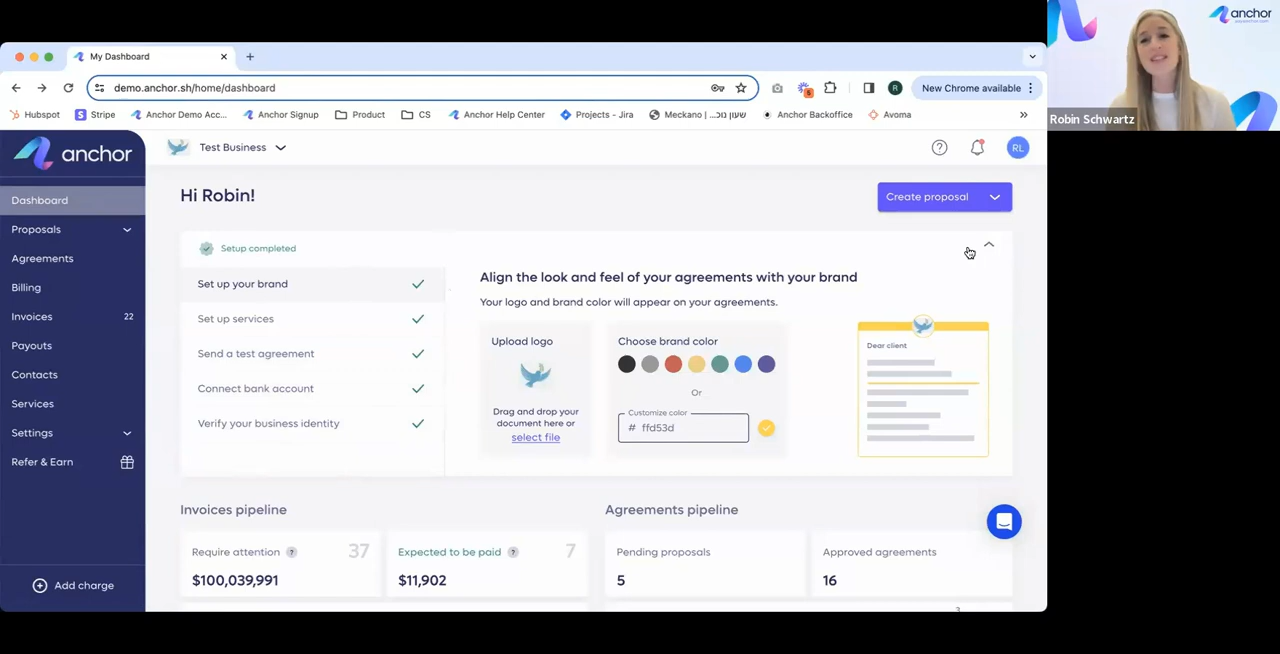 My Dashboard
demo.anchor.sh/home/dashboard
New Chrome available
Hubspot
Stripe
Anchor Demo Acc...
Anchor Signup
Product
CS
Anchor Help Center
Projects - Jira
Meckano | ...שעון נוכ
Anchor Backoffice
Avoma
anchor
Robin Schwartz
anchor
Test Business
RL
Dashboard
Proposals
Agreements
Billing
Invoices 22
Payouts
Contacts
Services
Settings
Refer & Earn
Add charge
Hi Robin!
Create proposal
Setup completed
Set up your brand
Set up services
Send a test agreement
Connect bank account
Verify your business identity
Align the look and feel of your agreements with your brand
Your logo and brand color will appear on your agreements.
Upload logo
Drag and drop your
document here or
select file
Choose brand color
Or
Customize color
# ffd53d
Dear client
Invoices pipeline
Require attention ? 37
$100,039,991
Expected to be paid ? 7
$11,902
Agreements pipeline
Pending proposals
5
Approved agreements
16